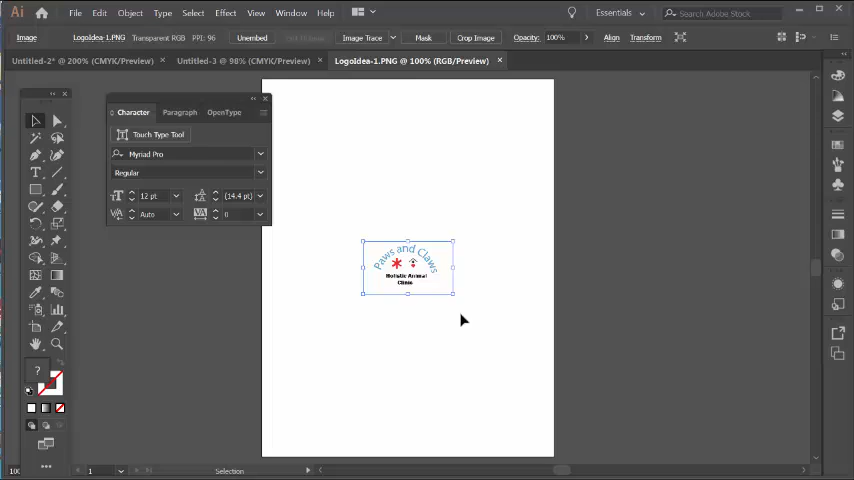 Ai File Edit Object Type Select Effect View Window Help Essentials Search Adobe Stock
Image LogoIdea-1.PNG Transparent RGB PPI: 96 Unembed Image Trace Mask Crop Image Opacity: 100% Align Transform
Untitled-2* @ 200% (CMYK/Preview) × Untitled-3 @ 98% (CMYK/Preview) × LogoIdea-1.PNG @ 100% (RGB/Preview) ×
Character Paragraph OpenType
Touch Type Tool
Myriad Pro
Regular
12 pt (14.4 pt)
Auto 0
Paws and Claws
Holistic Animal
Clinic
?
100 1 Selection